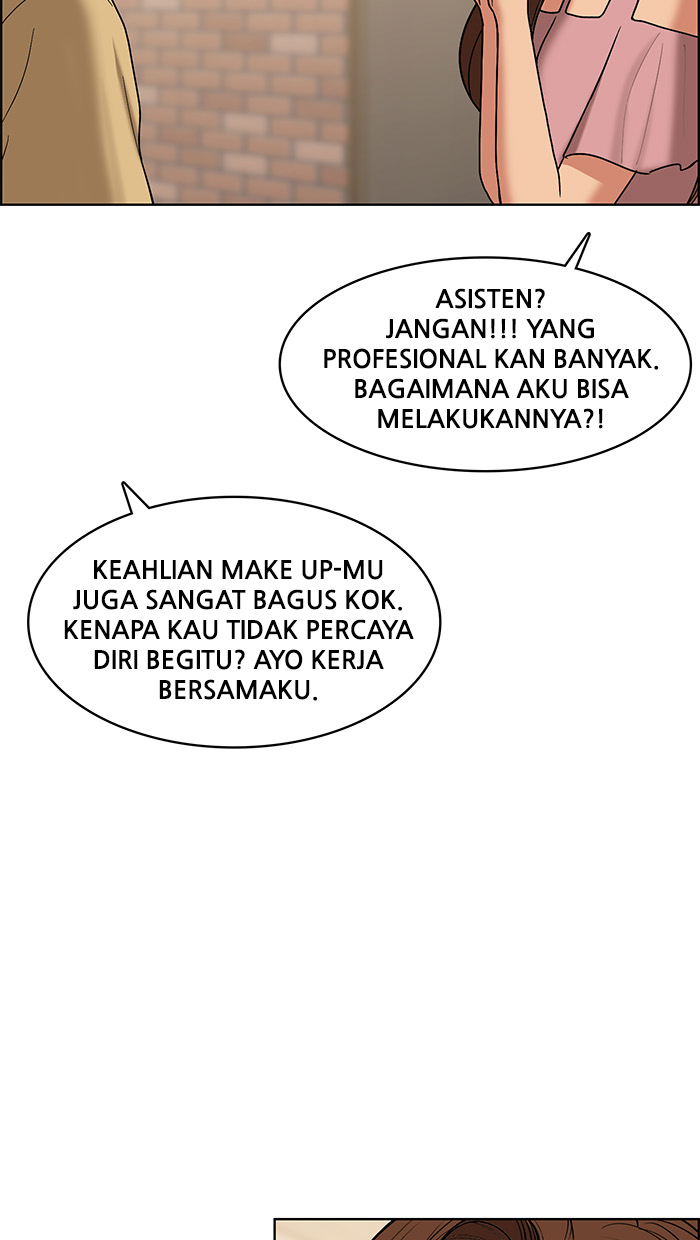 ASISTEN?
JANGAN!!! YANG
PROFESIONAL KAN BANYAK.
BAGAIMANA AKU BISA
MELAKUKANNYA?!
KEAHLIAN MAKE UP-MU
JUGA SANGAT BAGUS KOK.
KENAPA KAU TIDAK PERCAYA
DIRI BEGITU? AYO KERJA
BERSAMAKU.